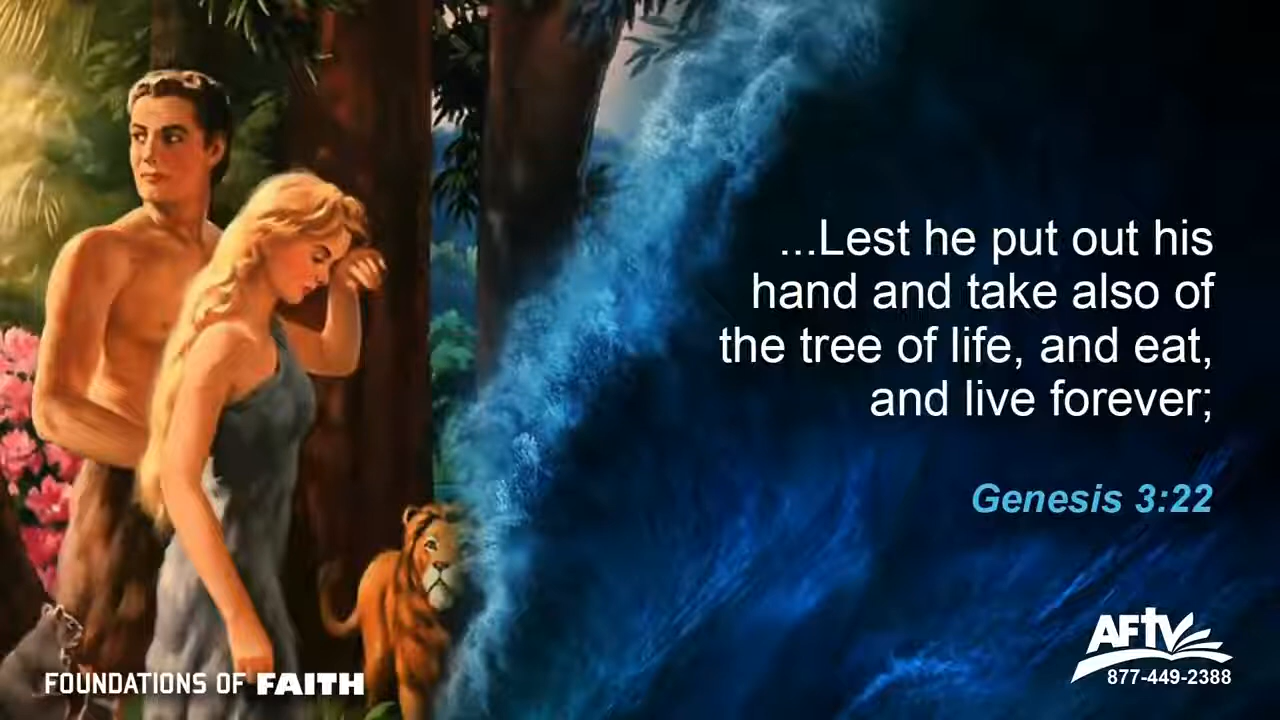 ...Lest he put out his
hand and take also of
the tree of life, and eat,
and live forever;
Genesis 3:22
FOUNDATIONS OF FAITH
AFTV
877-449-2388